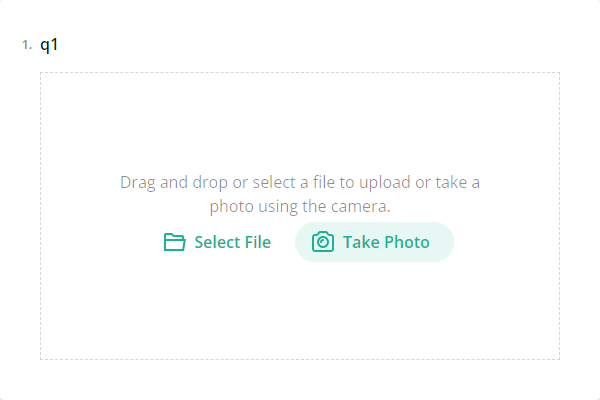 1. q1
Drag and drop or select a file to upload or take a
photo using the camera.
Select File Take Photo